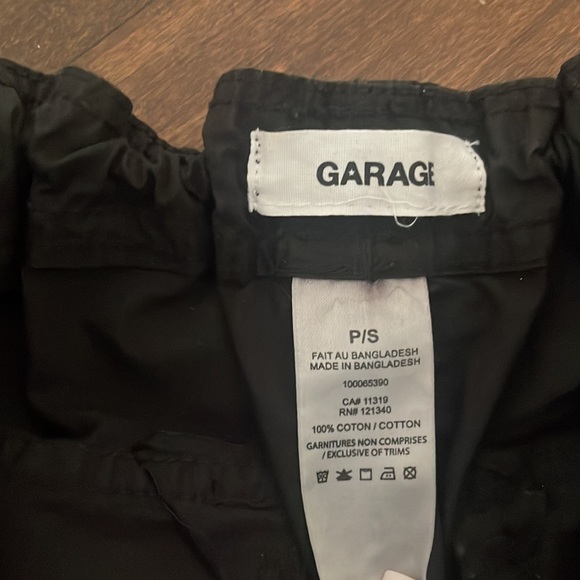 GARAGE
P/S
FAIT AU BANGLADESH
MADE IN BANGLADESH
100065390
CA# 11319
RN# 121340
100% COTON / COTTON
GARNITURES NON COMPRISES
/ EXCLUSIVE OF TRIMS